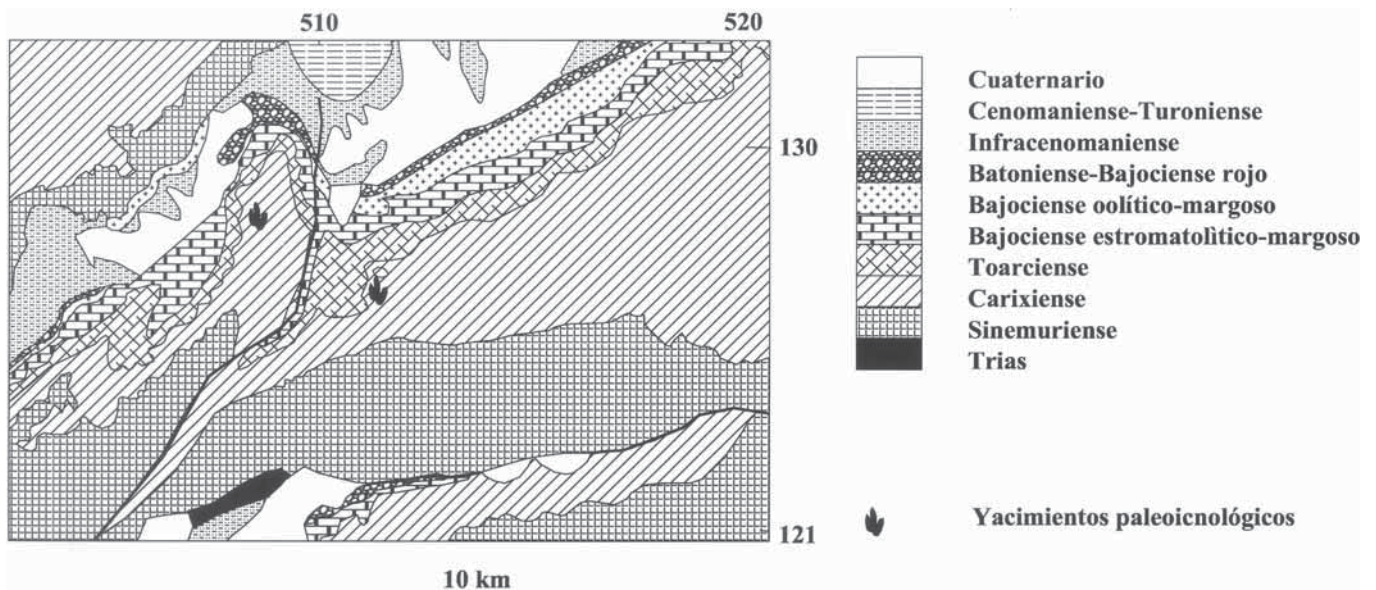 510
520
130
121
10 km
Cuaternario
Cenomaniense-Turoniense
Infracenomaniense
Batoniense-Bajociense rojo
Bajociense oolítico-margoso
Bajociense estromatolìtico-margoso
Toarciense
Carixiense
Sinemuriense
Trias
Yacimientos paleoicnológicos